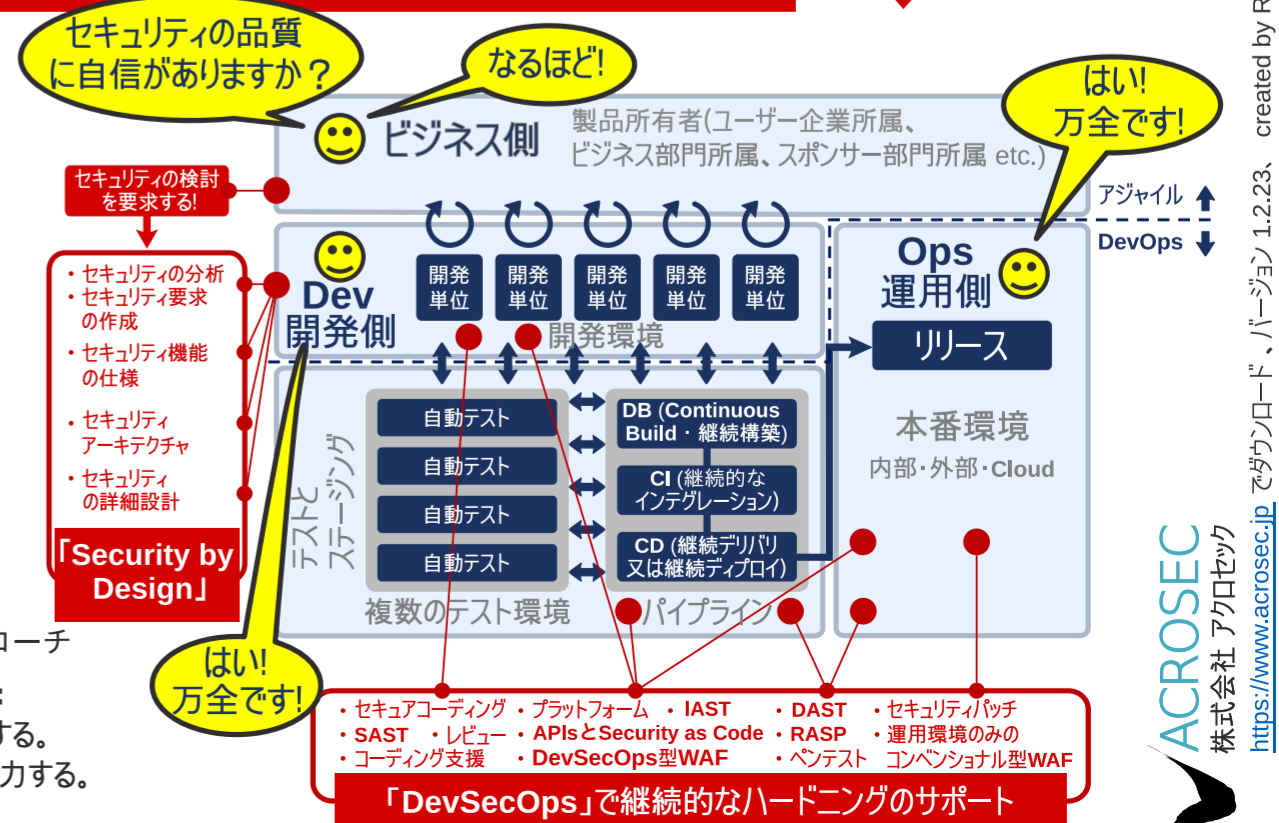 セキュリティの品質
に自信がありますか？
なるほど!
はい!
万全です!
ビジネス側
製品所有者(ユーザー企業所属、
ビジネス部門所属、スポンサー部門所属 etc.)
セキュリティの検討
を要求する!
アジャイル
DevOps
・セキュリティの分析
・セキュリティ要求
の作成
・セキュリティ機能
の仕様
・セキュリティ
アーキテクチャ
・セキュリティ
の詳細設計
「Security by
Design」
Dev
開発側
開発
単位
開発
単位
開発
単位
開発
単位
開発
単位
開発環境
Ops
運用側
リリース
本番環境
内部・外部・Cloud
テストと
ステージング
自動テスト
自動テスト
自動テスト
自動テスト
複数のテスト環境
DB (Continuous
Build・継続構築)
CI (継続的な
インテグレーション)
CD (継続デリバリ
又は継続ディプロイ)
パイプライン
はい!
万全です!
ローチ
:
する。
力する。
・セキュアコーディング
・SAST ・レビュー
・コーディング支援
・プラットフォーム ・IAST
・APIsとSecurity as Code
・DevSecOps型WAF
・DAST
・RASP
・ペンテスト
・セキュリティパッチ
・運用環境のみの
コンベンショナル型WAF
「DevSecOps」で継続的なハードニングのサポート
ACROSEC
株式会社 アクロセック
https://www.acrosec.jp でダウンロード、バージョン 1.2.23、 created by R